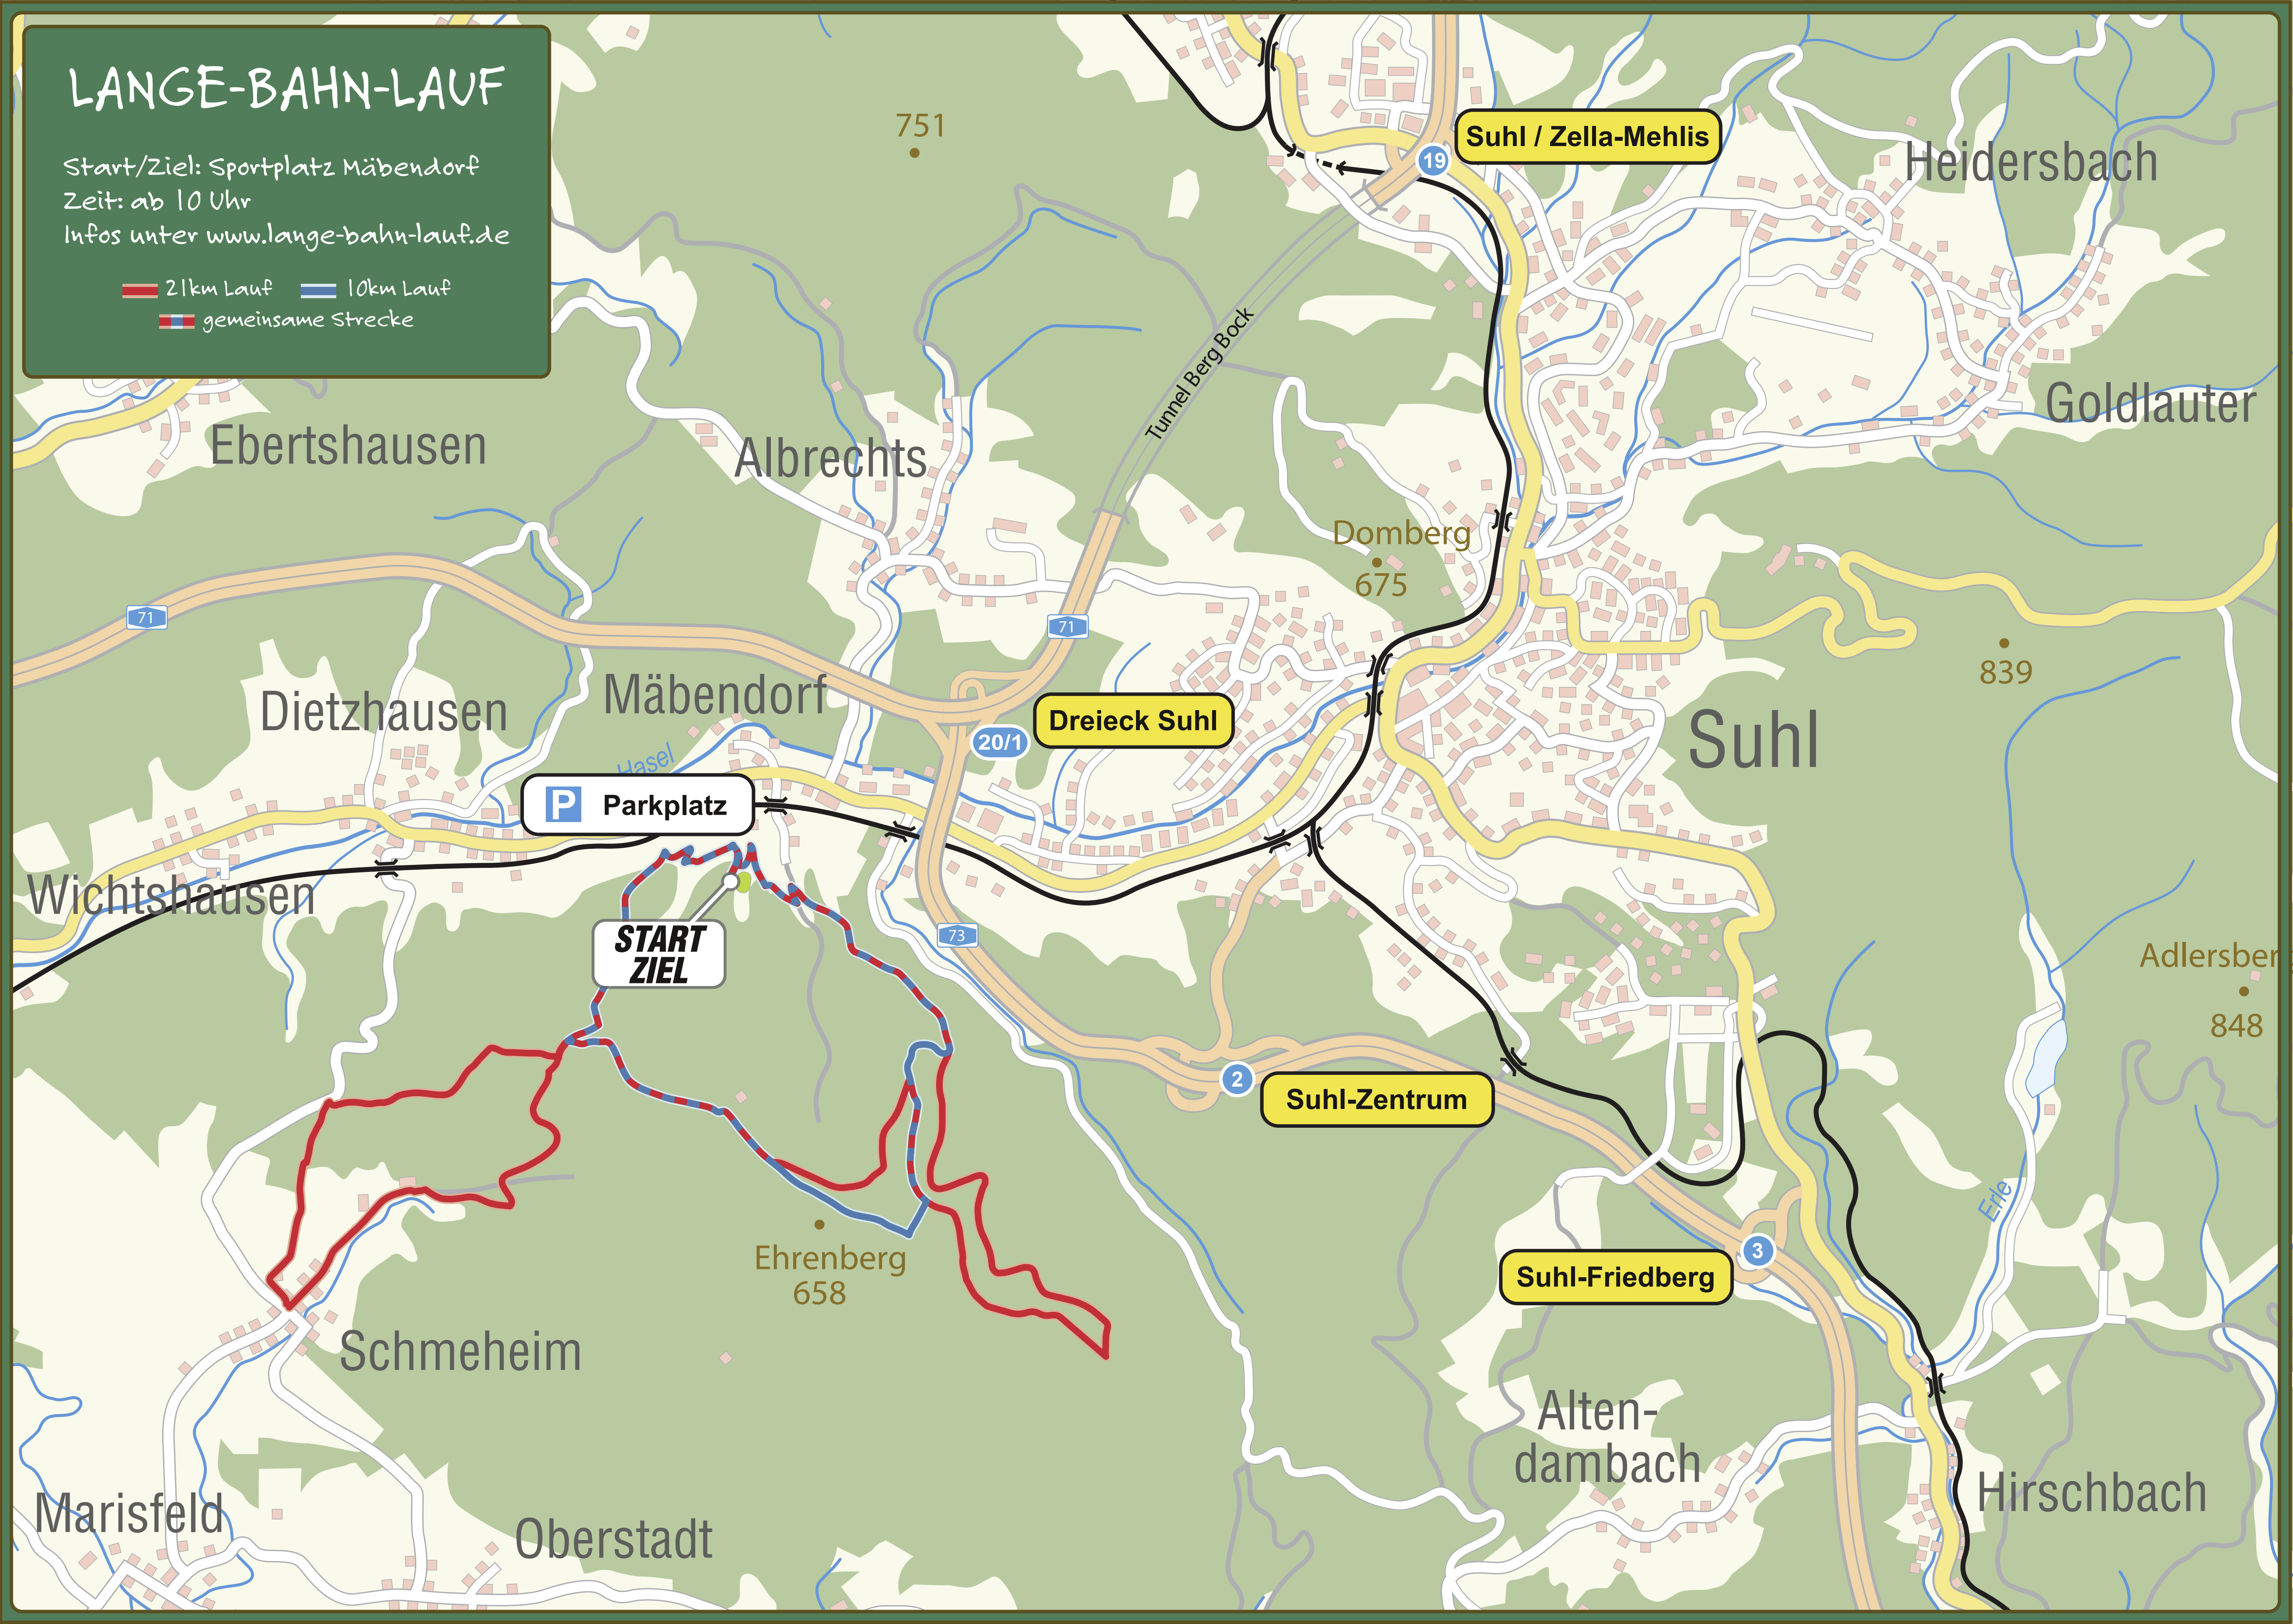 LANGE-BAHN-LAUF
Start/Ziel: Sportplatz Mäbendorf
Zeit: ab 10 Uhr
Infos unter www.lange-bahn-lauf.de
21km Lauf 10km Lauf
gemeinsame Strecke
751
19
Suhl / Zella-Mehlis
Heidersbach
Tunnel Berg Bock
Goldlauter
Ebertshausen
Albrechts
Domberg
675
71
71
839
Dietzhausen
Mäbendorf
Dreieck Suhl
20/1
Suhl
Hasel
P Parkplatz
Wichtshausen
START
ZIEL
73
Adlersber
848
2
Suhl-Zentrum
Erle
Ehrenberg
658
3
Suhl-Friedberg
Schmeheim
Alten-
dambach
Marisfeld
Oberstadt
Hirschbach